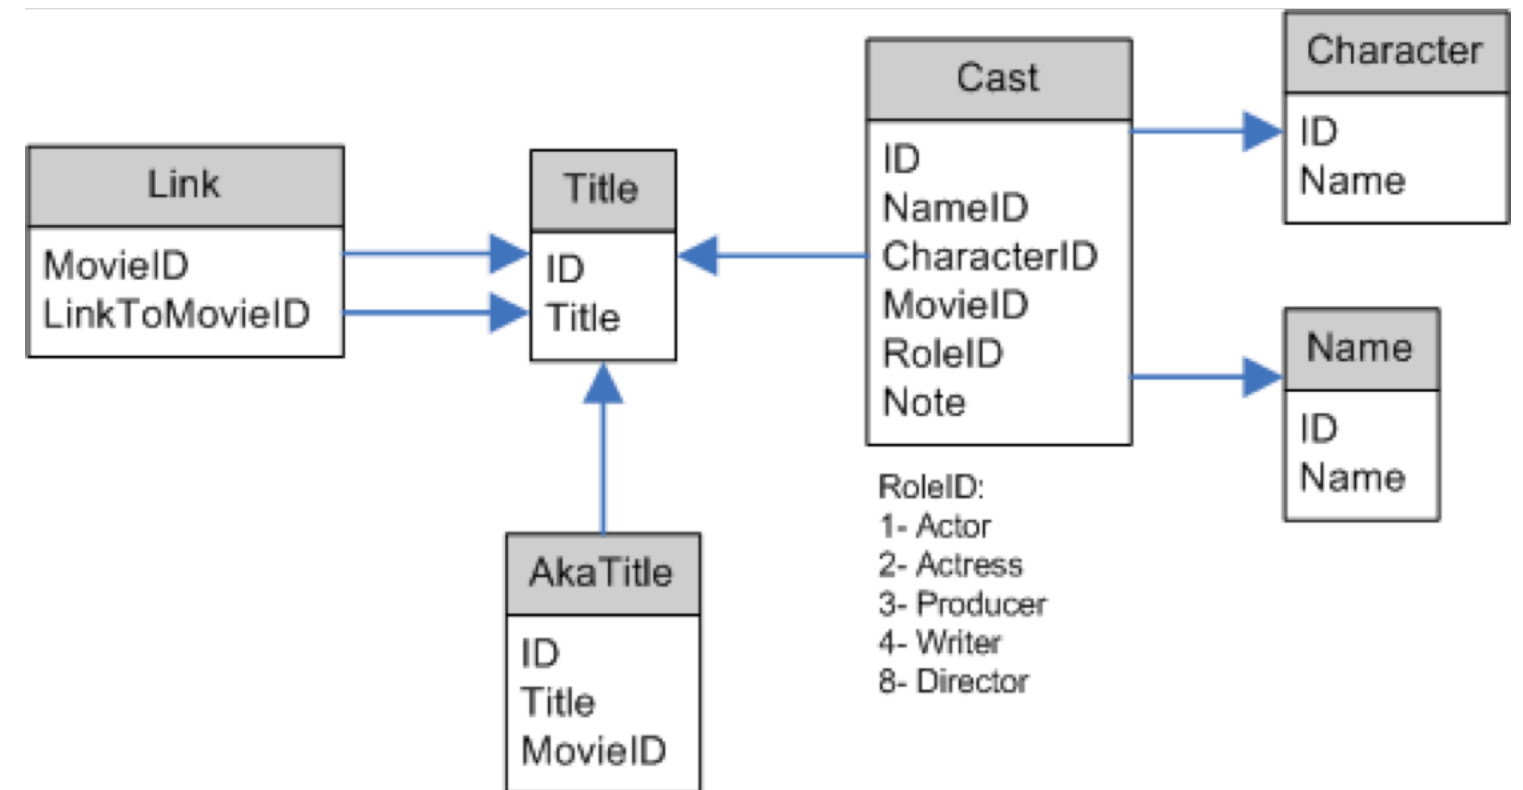 Link
MovieID
LinkToMovieID
Title
ID
Title
AkaTitle
ID
Title
MovieID
Cast
ID
NameID
CharacterID
MovieID
RoleID
Note
RoleID:
1- Actor
2- Actress
3- Producer
4- Writer
8- Director
Character
ID
Name
Name
ID
Name